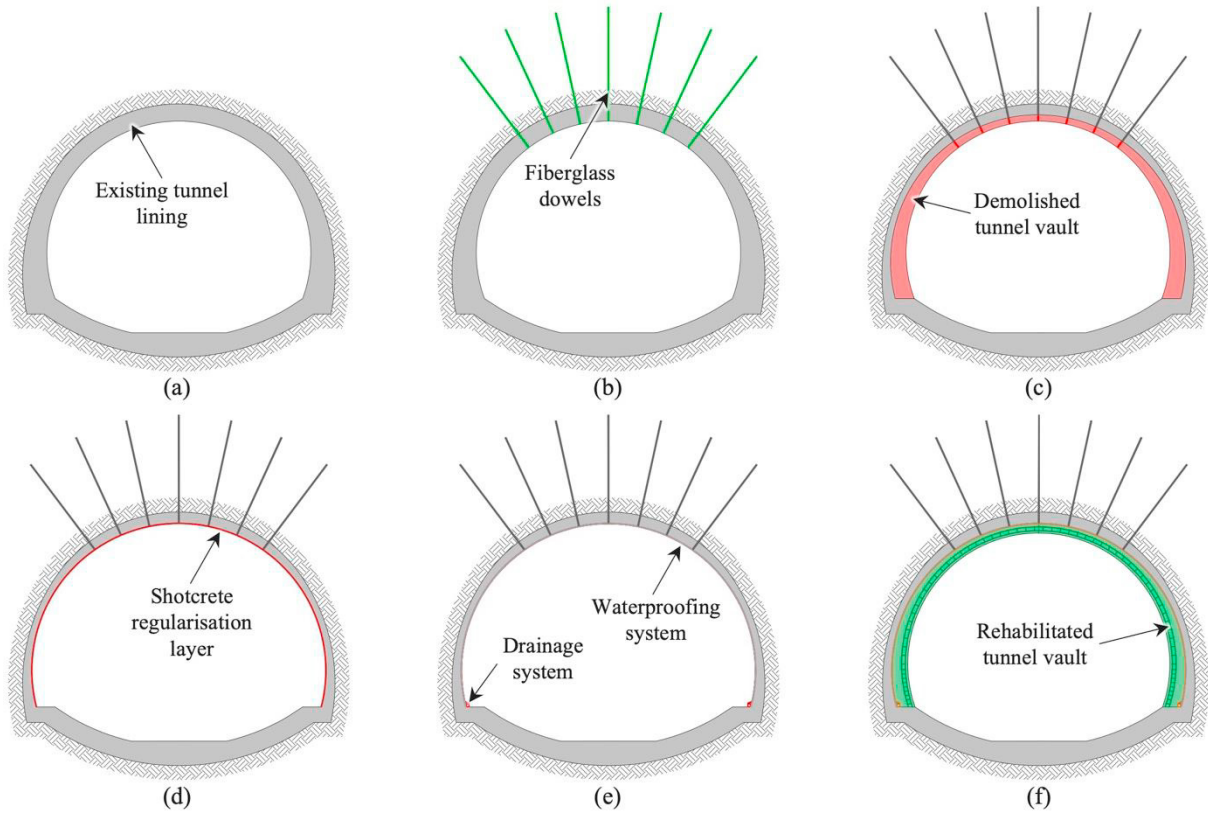 Existing tunnel
lining
(a)
Fiberglass
dowels
(b)
Demolished
tunnel vault
(c)
Shotcrete
regularisation
layer
(d)
Waterproofing
system
Drainage
system
(e)
Rehabilitated
tunnel vault
(f)